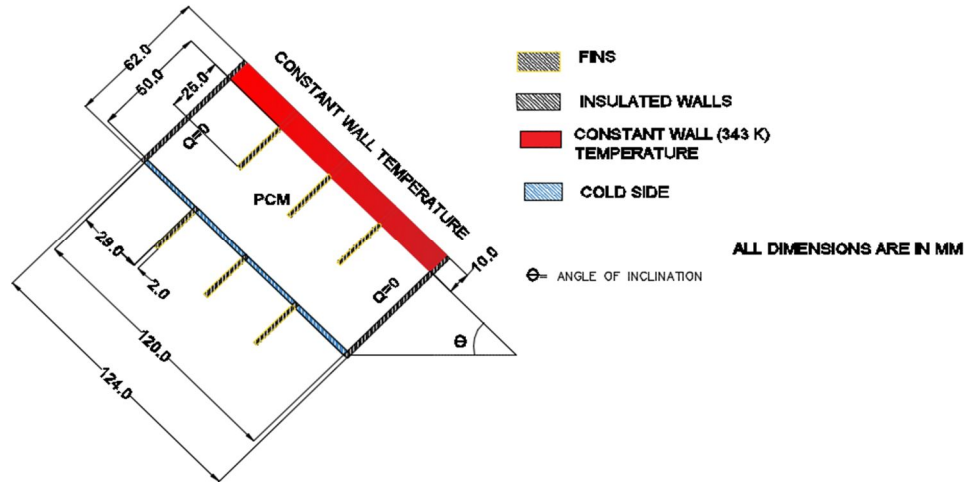 62.0
50.0
25.0
Q=0
CONSTANT WALL TEMPERATURE
PCM
29.0
2.0
Q=0
10.0
120.0
124.0
Θ
FINS
INSULATED WALLS
CONSTANT WALL (343 K)
TEMPERATURE
COLD SIDE
Θ= ANGLE OF INCLINATION
ALL DIMENSIONS ARE IN MM